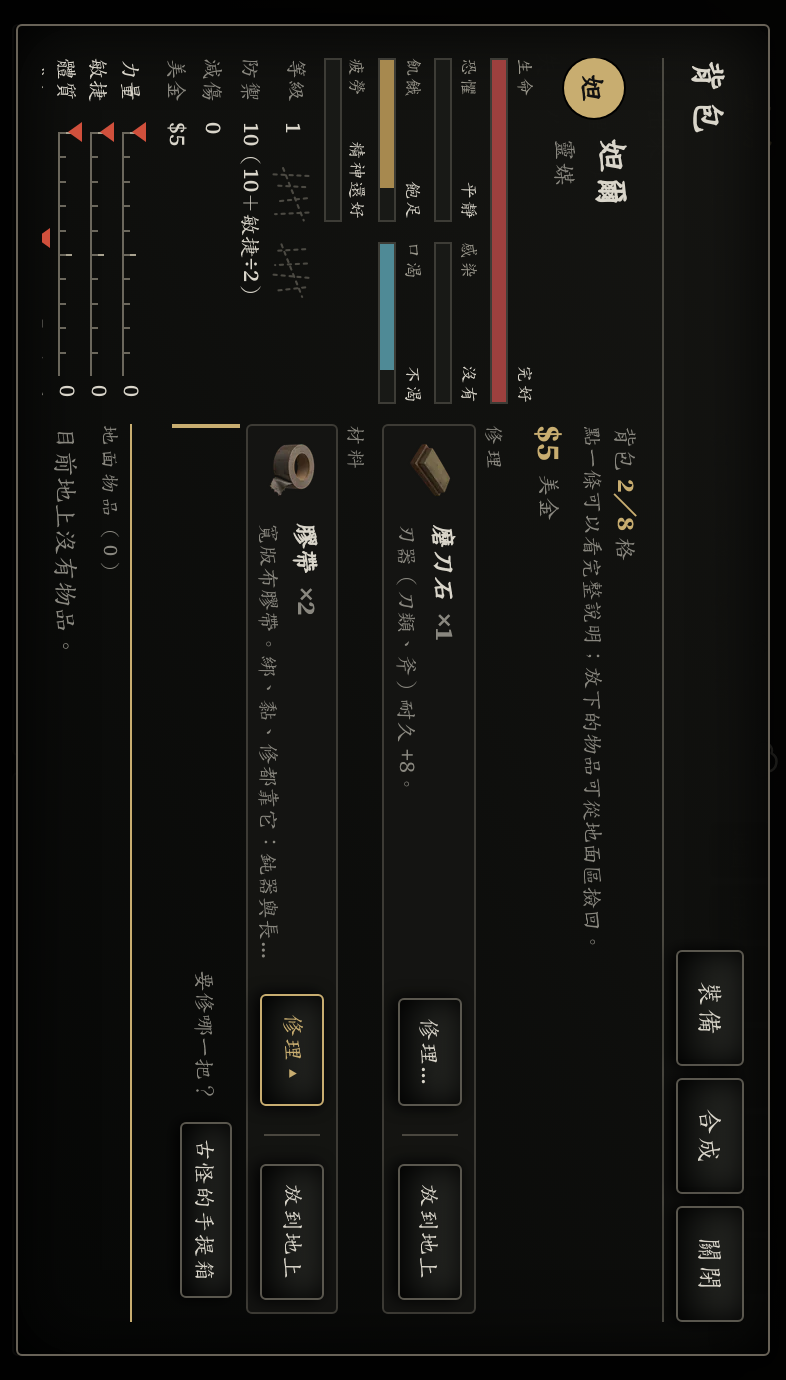 背包
裝備
合成
關閉
妲
妲爾
靈媒
生命
完好
恐懼
平靜
感染
沒有
飢餓
飽足
口渴
不渴
疲勞
精神還好
等級
1
防禦
10（10＋敏捷÷2）
減傷
0
美金
$5
力量
0
敏捷
0
體質
0
背包 2／8 格
點一條可以看完整說明；放下的物品可從地面區撿回。
$5 美金
修理
磨刀石 ×1
刃器（刀類、斧）耐久 +8。
修理…
放到地上
材料
膠帶 ×2
寬版布膠帶。綁、黏、修都靠它：鈍器與長…
修理 ▴
放到地上
要修哪一把？
古怪的手提箱
地面物品（0）
目前地上沒有物品。